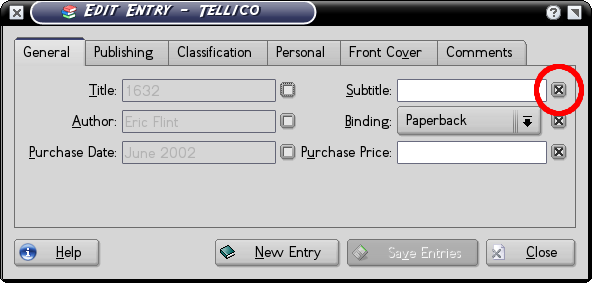 Edit Entry - Tellico
General Publishing Classification Personal Front Cover Comments
Title: 1632 Subtitle:
Author: Eric Flint Binding: Paperback
Purchase Date: June 2002 Purchase Price:
Help New Entry Save Entries Close